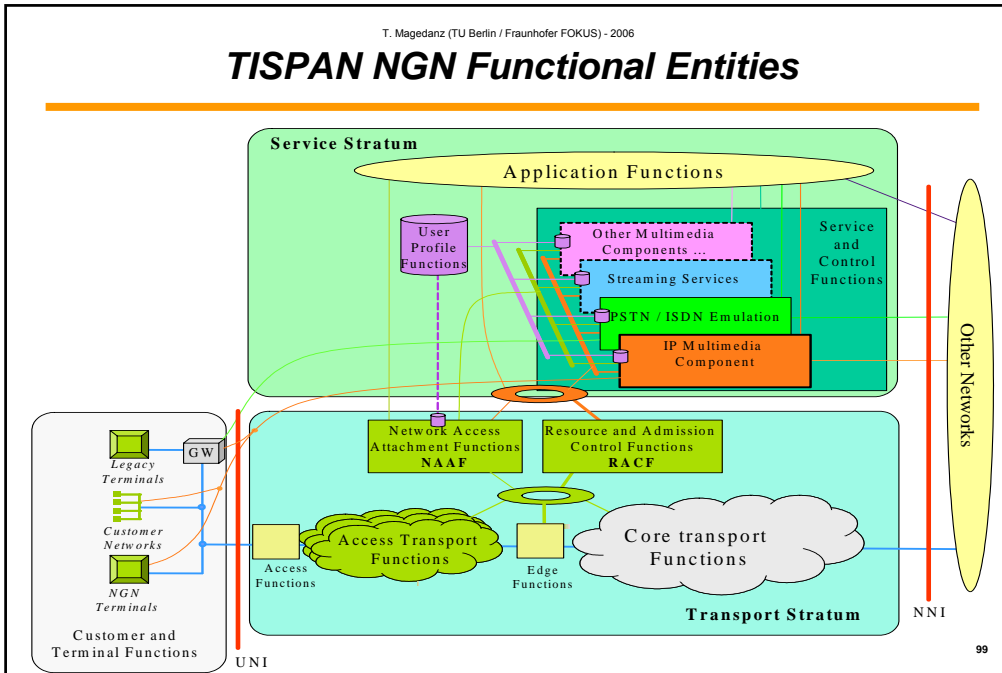 T. Magedanz (TU Berlin / Fraunhofer FOKUS) - 2006
TISPAN NGN Functional Entities
Service Stratum
Application Functions
User
Profile
Functions
Other Multimedia
Components ...
Streaming Services
PSTN / ISDN Emulation
IP Multimedia
Component
Service
and
Control
Functions
Other Networks
Network Access
Attachment Functions
NAAF
Resource and Admission
Control Functions
RACF
GW
Legacy
Terminals
Customer
Networks
NGN
Terminals
Customer and
Terminal Functions
UNI
Access
Functions
Access Transport
Functions
Edge
Functions
Core transport
Functions
Transport Stratum
NNI
99